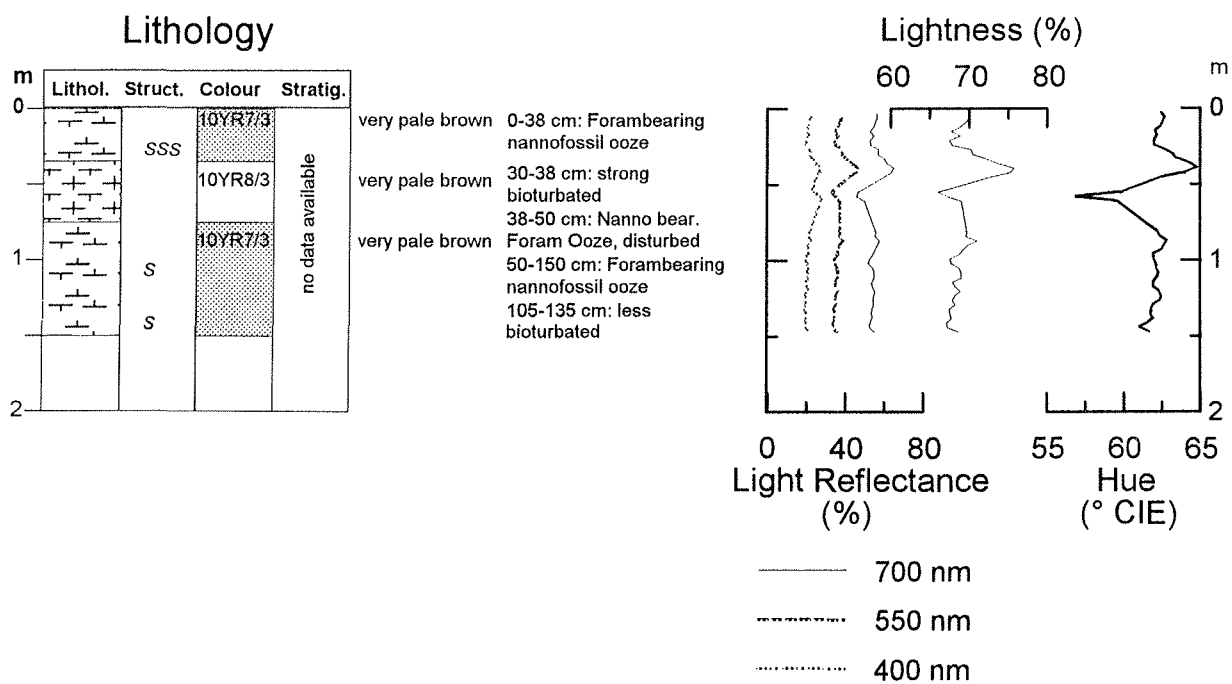 Lithology
m
Lithol. Struct. Colour Stratig.
0
1
2
SSS
S
S
10YR7/3
10YR8/3
10YR7/3
no data available
very pale brown
very pale brown
very pale brown
0-38 cm: Forambearing
nannofossil ooze
30-38 cm: strong
bioturbated
38-50 cm: Nanno bear.
Foram Ooze, disturbed
50-150 cm: Forambearing
nannofossil ooze
105-135 cm: less
bioturbated
Lightness (%)
60 70 80
0 40 80
Light Reflectance
(%)
m
0
1
2
55 60 65
Hue
(° CIE)
700 nm
550 nm
400 nm